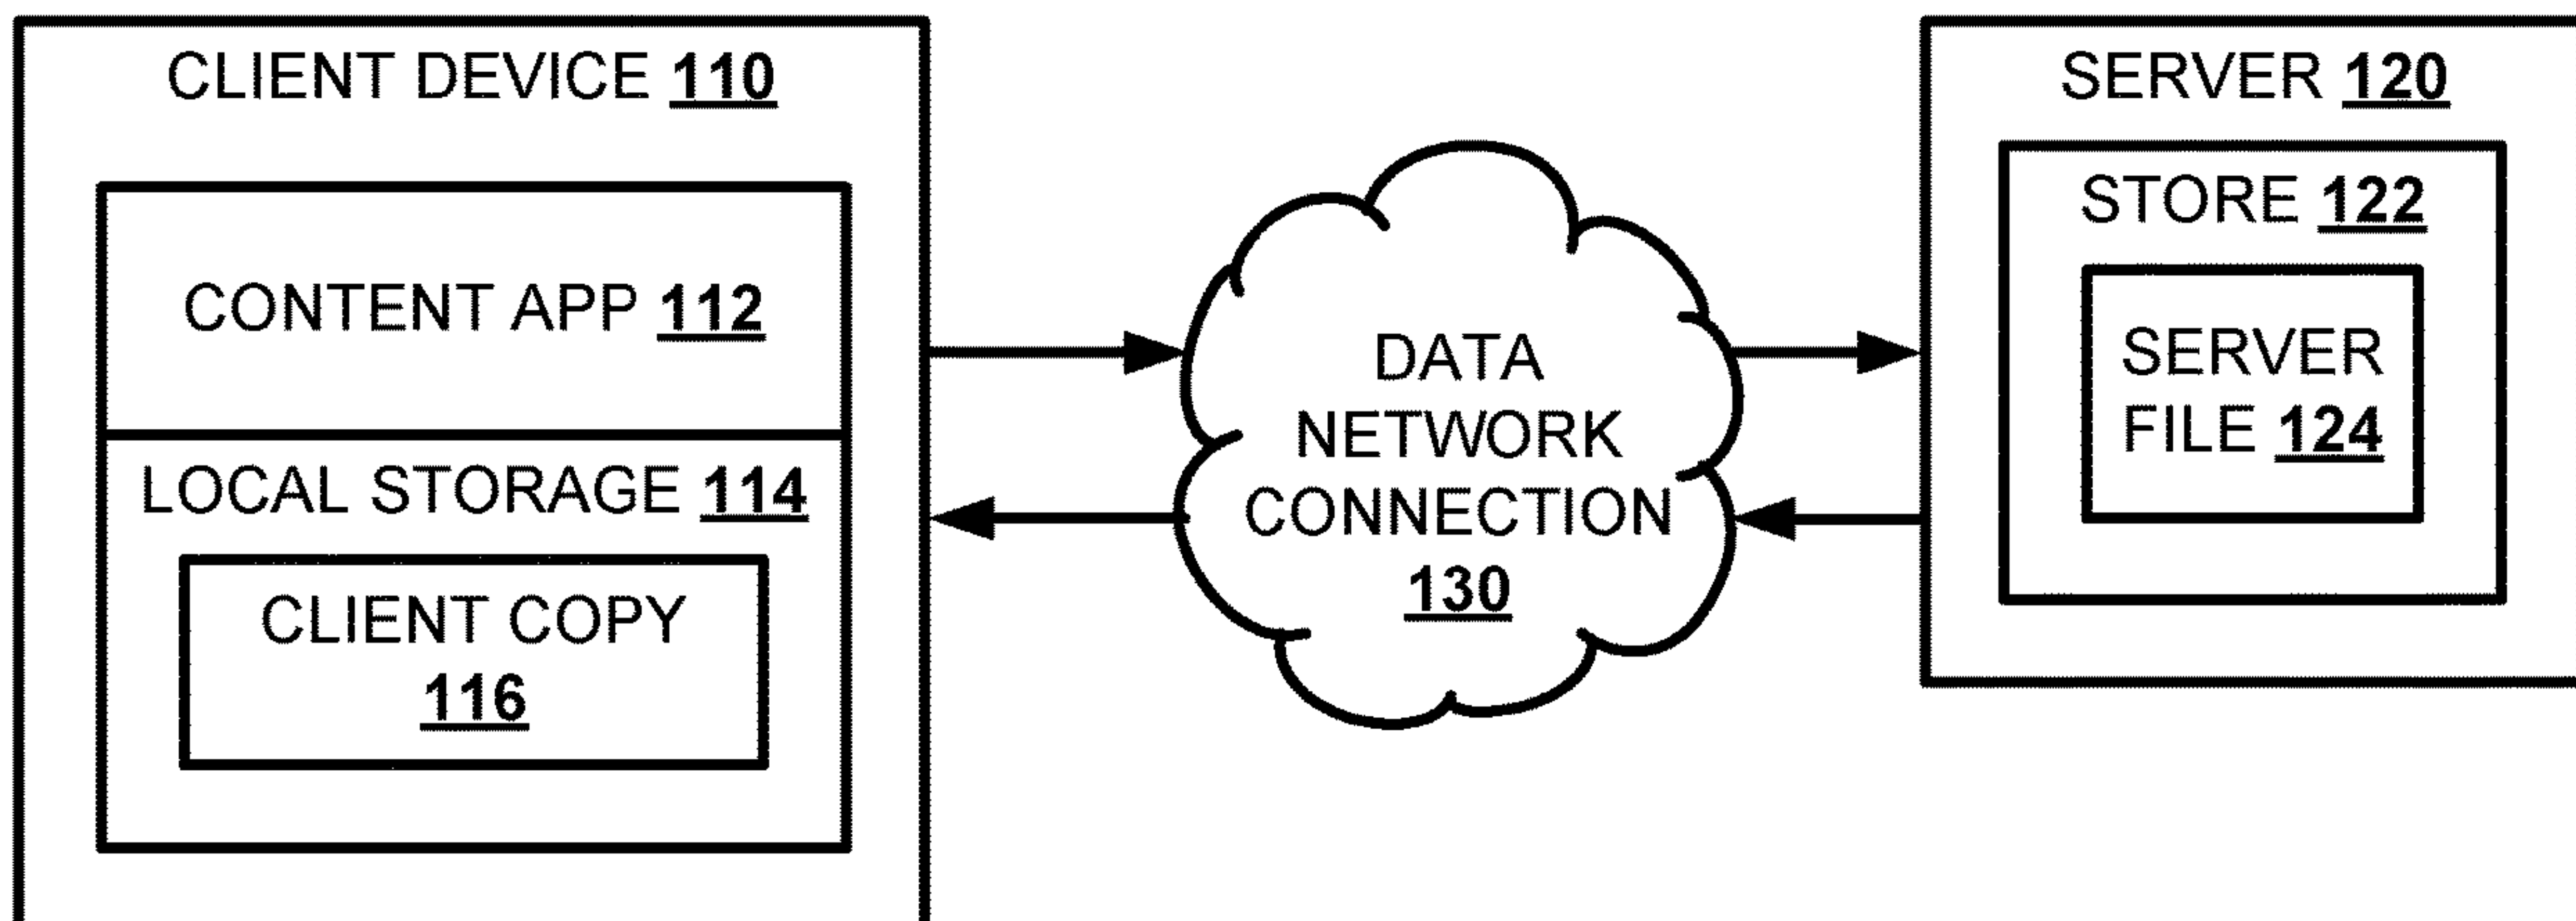 CLIENT DEVICE 110
CONTENT APP 112
LOCAL STORAGE 114
CLIENT COPY
116
DATA
NETWORK
CONNECTION
130
SERVER 120
STORE 122
SERVER
FILE 124